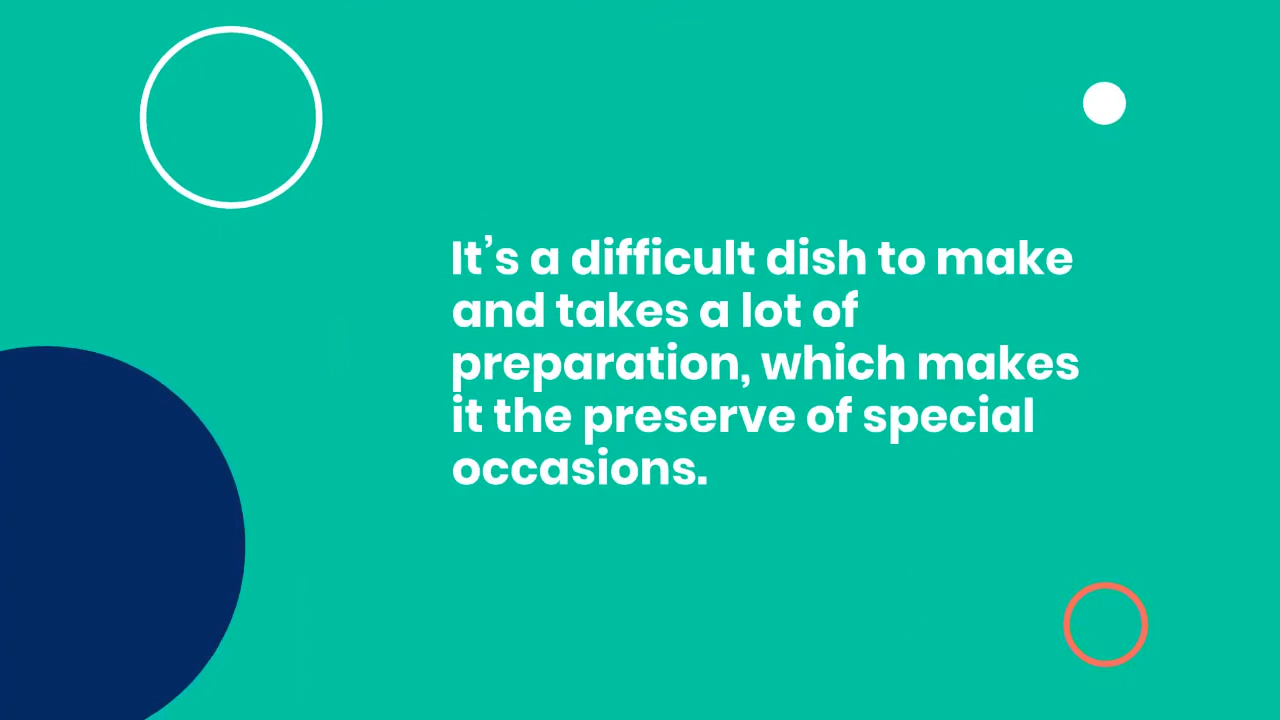 It’s a difficult dish to make
and takes a lot of
preparation, which makes
it the preserve of special
occasions.